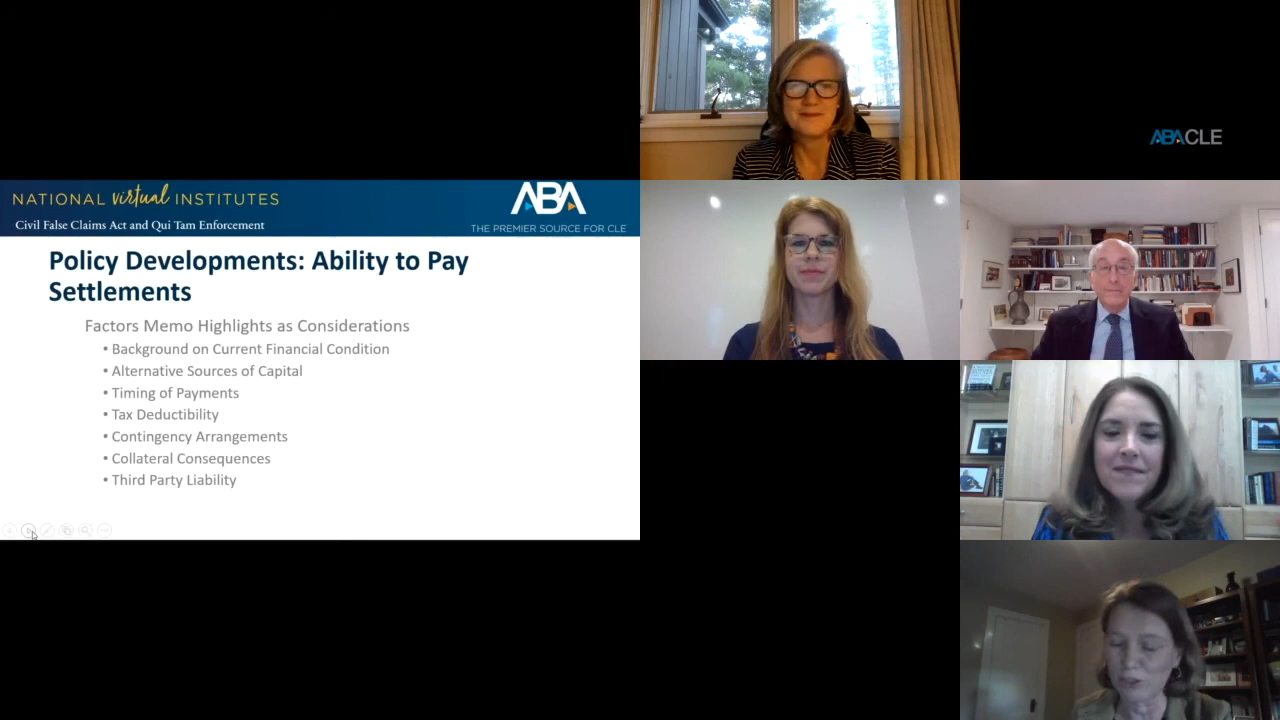 ABACLE
NATIONAL virtual INSTITUTES
Civil False Claims Act and Qui Tam Enforcement
ABA
THE PREMIER SOURCE FOR CLE
Policy Developments: Ability to Pay
Settlements
Factors Memo Highlights as Considerations
• Background on Current Financial Condition
• Alternative Sources of Capital
• Timing of Payments
• Tax Deductibility
• Contingency Arrangements
• Collateral Consequences
• Third Party Liability